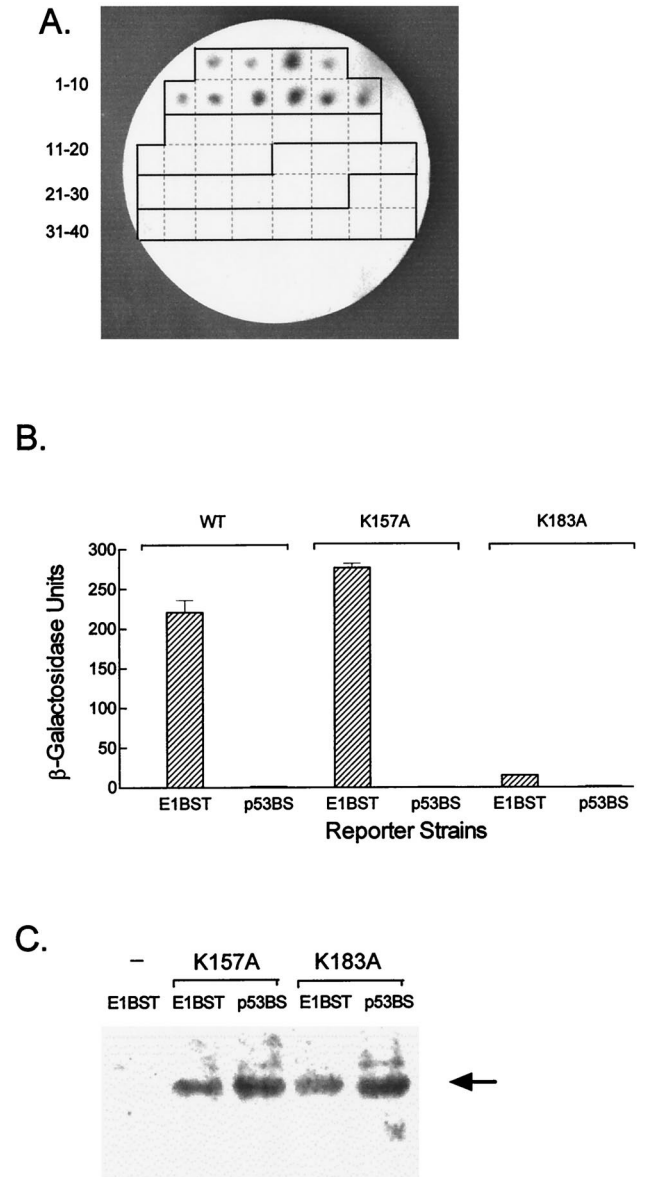 A.
1-10
11-20
21-30
31-40
B.
WT K157A K183A
β-Galactosidase Units
300
250
200
150
100
50
0
E1BST p53BS E1BST p53BS E1BST p53BS
Reporter Strains
C.
– K157A K183A
E1BST E1BST p53BS E1BST p53BS